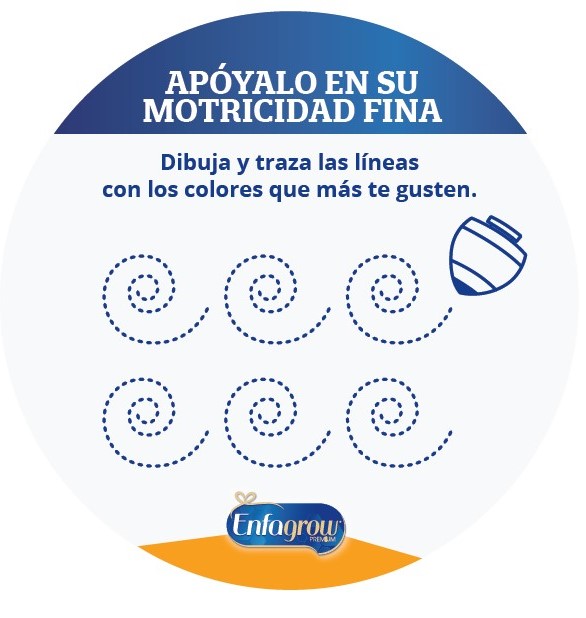 APÓYALO EN SU
MOTRICIDAD FINA
Dibuja y traza las líneas
con los colores que más te gusten.
Enfagrow
PREMIUM